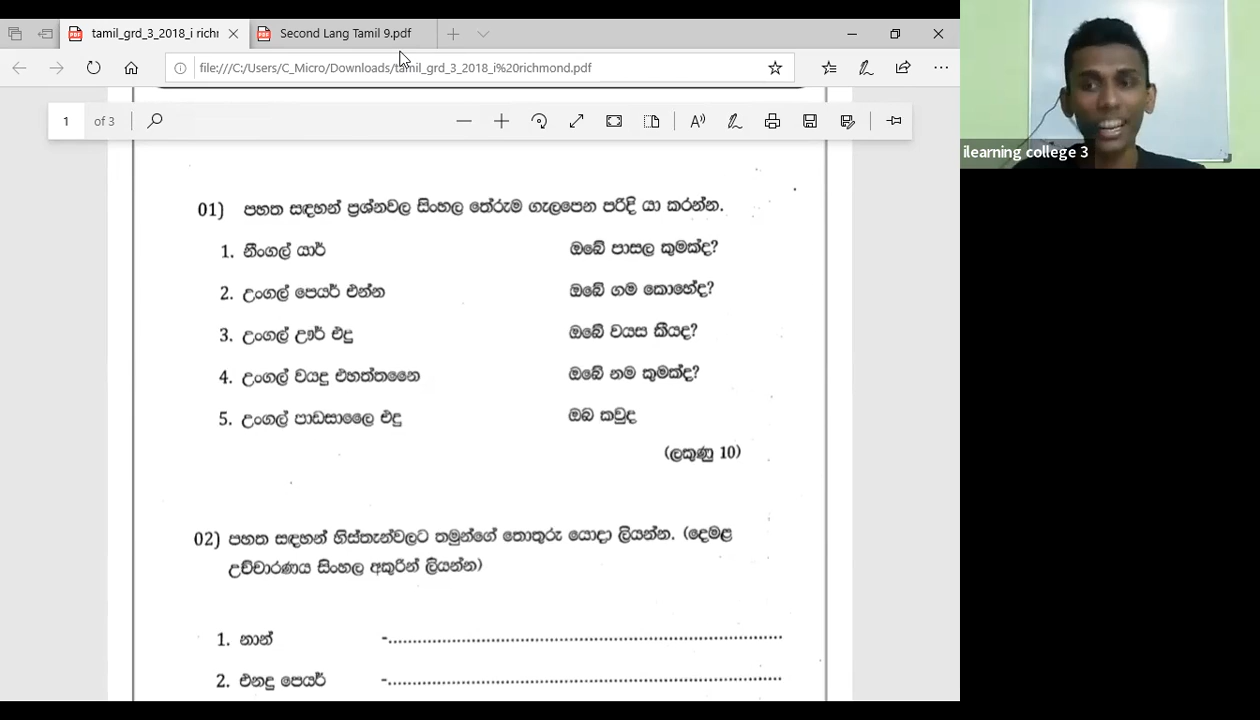 tamil_grd_3_2018_i richn
Second Lang Tamil 9.pdf
file:///C:/Users/C_Micro/Downloads/tamil_grd_3_2018_i%20richmond.pdf
1 of 3
ilearning college 3
01) පහත සඳහන් ප්‍රශ්නවල සිංහල තේරුම ගැලපෙන පරිදි යා කරන්න.
1. නීංගල් යාර් ඔබේ පාසල කුමක්ද?
2. උංගල් පෙයර් එන්න ඔබේ ගම කොහේද?
3. උංගල් ඌර් එදු ඔබේ වයස කීයද?
4. උංගල් වයදු එහත්තනෛ ඔබේ නම කුමක්ද?
5. උංගල් පාඩසාලෛ එදු ඔබ කවුද
(ලකුණු 10)
02) පහත සඳහන් හිස්තැන්වලට තමුන්ගේ තොතුරු යොදා ලියන්න. (දෙමළ
උච්චාරණය සිංහල අකුරින් ලියන්න)
1. නාන් -................................................................................
2. එනදු පෙයර් -................................................................................